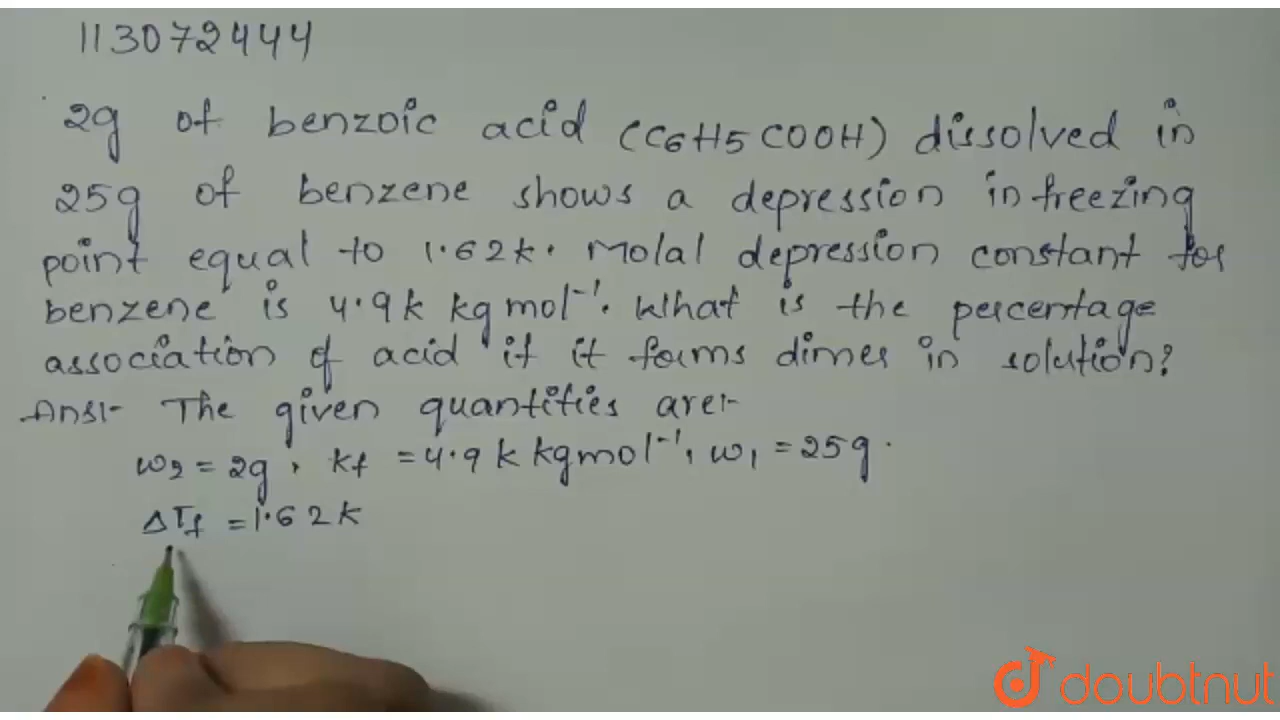 113072444
2g of benzoic acid (C6H5COOH) dissolved in
25g of benzene shows a depression in freezing
point equal to 1.62k. Molal depression constant for
benzene is 4.9k kg mol⁻¹. What is the percentage
association of acid if it forms dimer in solution?
Ans:- The given quantities are:-
w₂ = 2g, kf = 4.9 k kg mol⁻¹, w₁ = 25g.
ΔTf = 1.62k
doubtnut